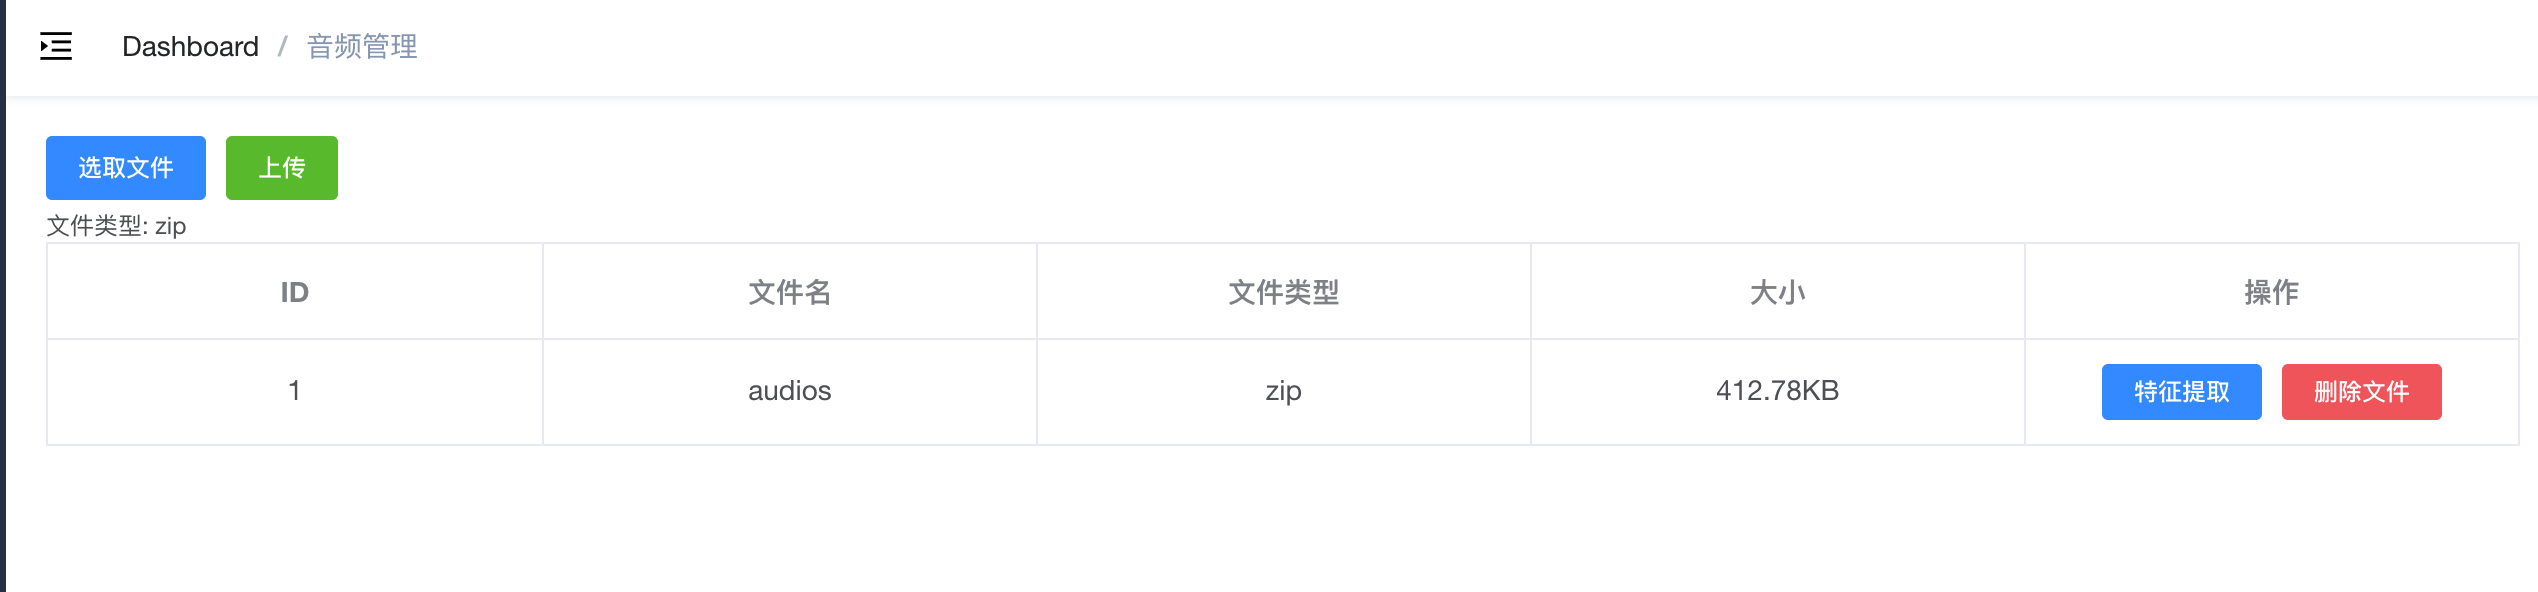 Dashboard / 音频管理
选取文件 上传
文件类型: zip
ID 文件名 文件类型 大小 操作
1 audios zip 412.78KB 特征提取 删除文件